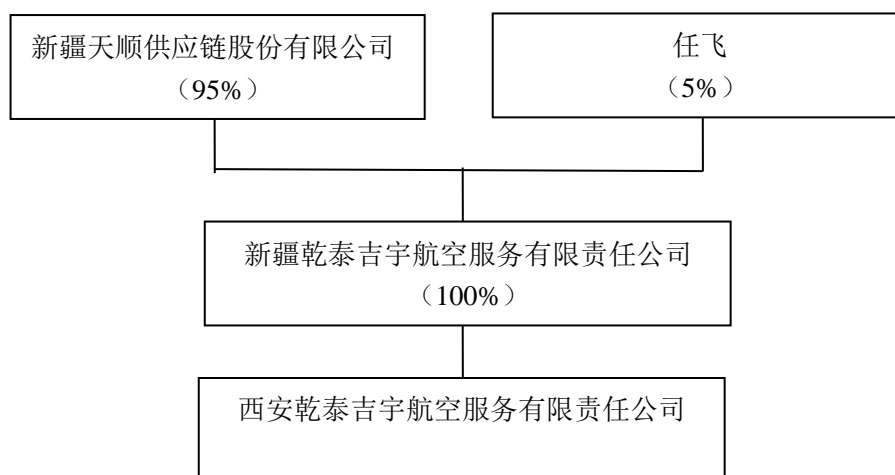 新疆天顺供应链股份有限公司
（95%）
任飞
（5%）
新疆乾泰吉宇航空服务有限责任公司
（100%）
西安乾泰吉宇航空服务有限责任公司